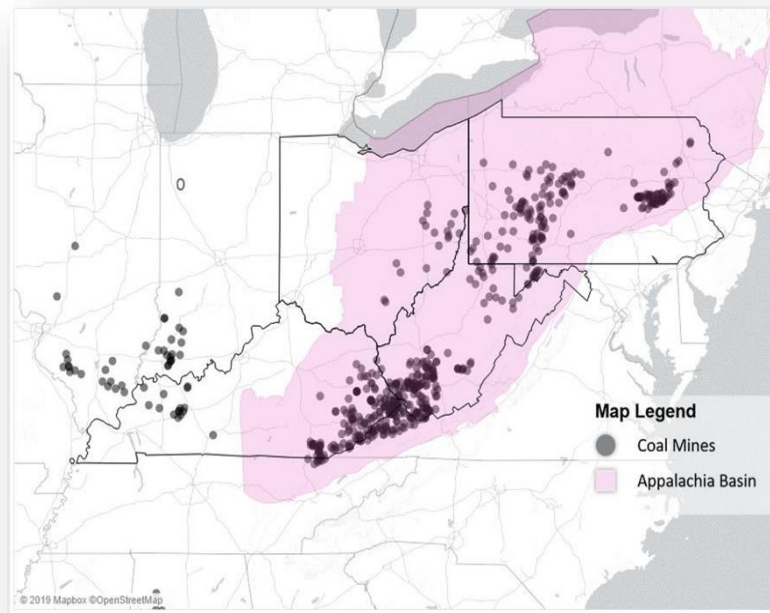 0
Map Legend
Coal Mines
Appalachia Basin
© 2019 Mapbox ©OpenStreetMap